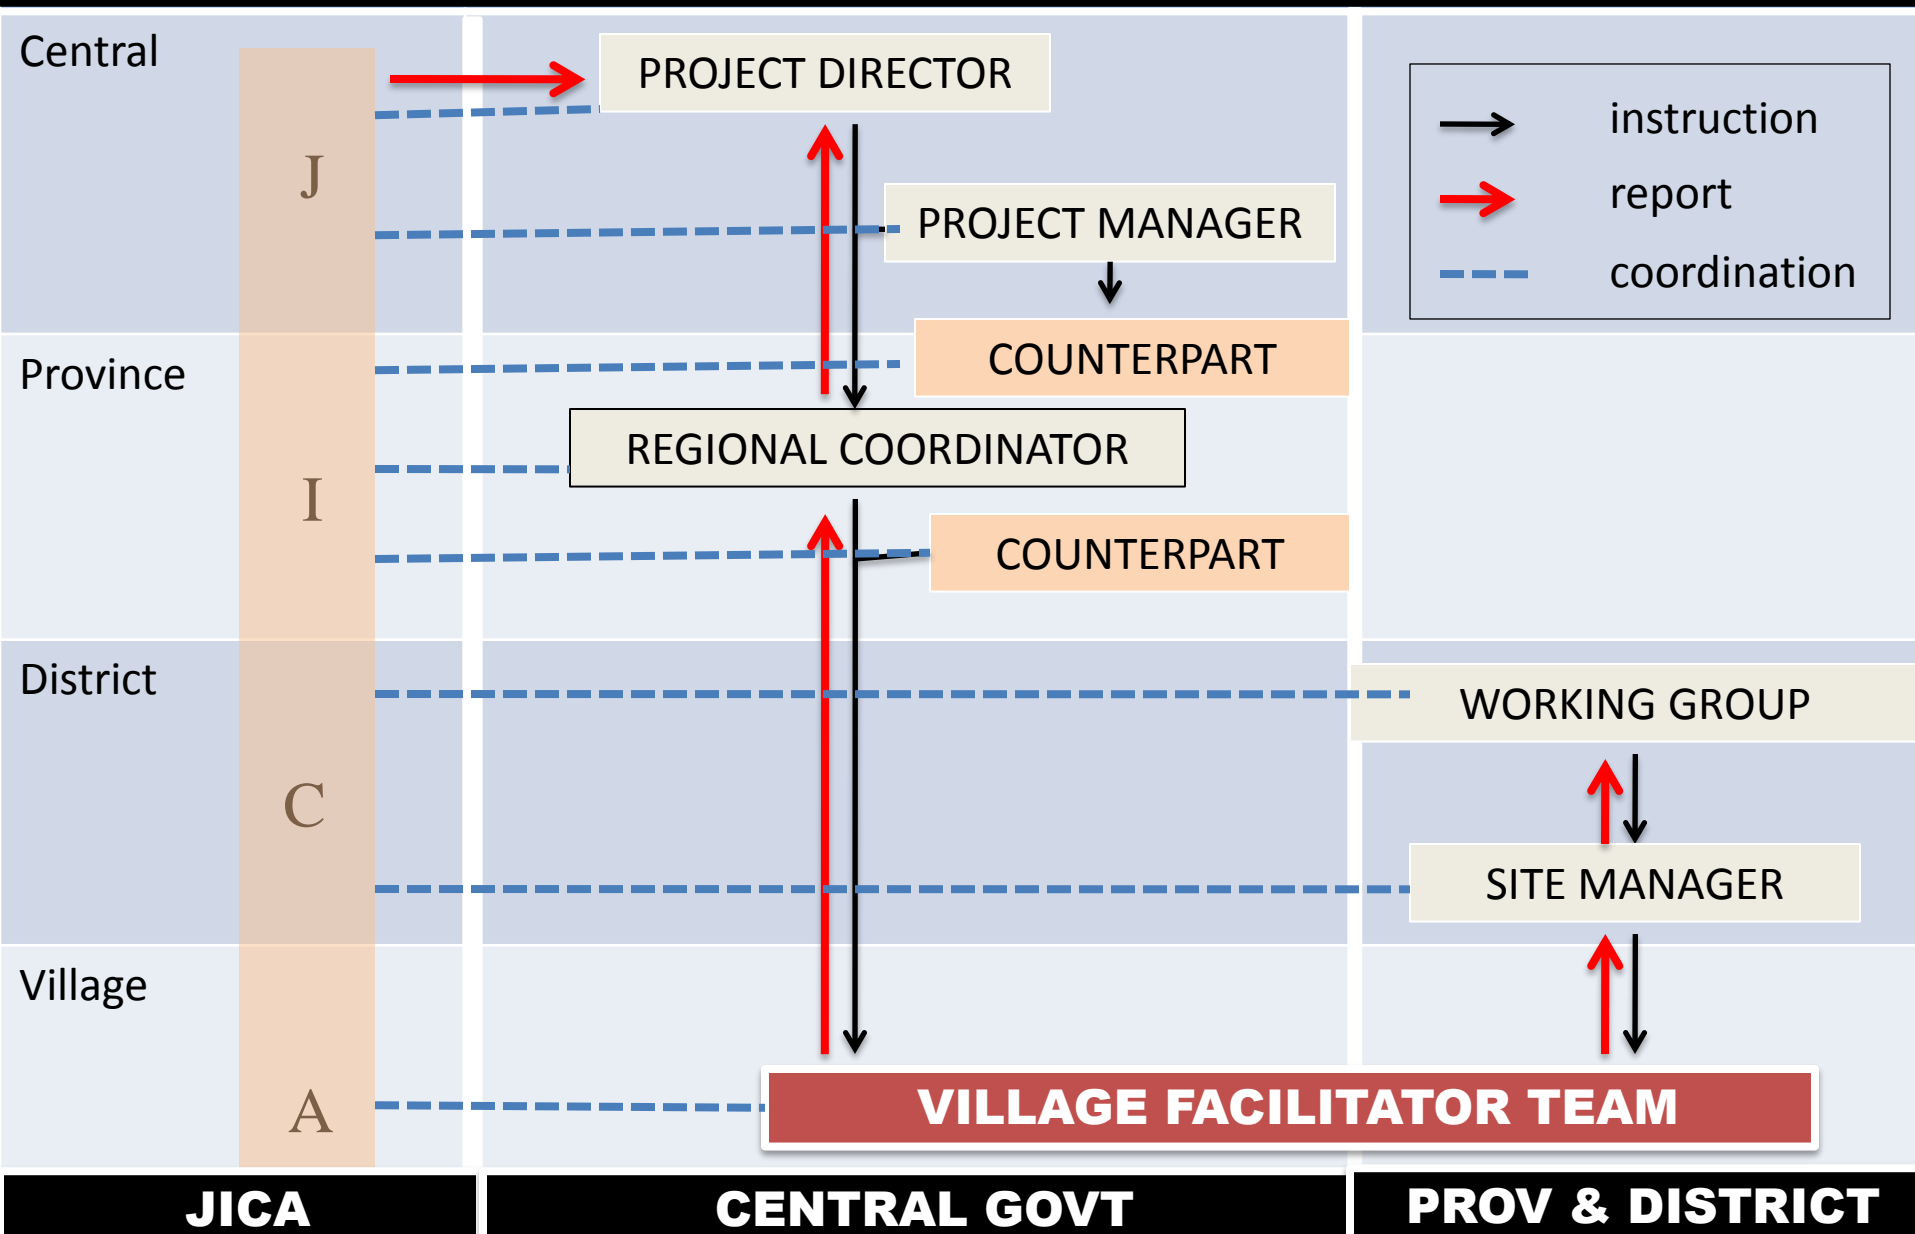 Central
PROJECT DIRECTOR
instruction
J
report
PROJECT MANAGER
coordination
Province
COUNTERPART
REGIONAL COORDINATOR
I
COUNTERPART
District
WORKING GROUP
C
SITE MANAGER
Village
A
VILLAGE FACILITATOR TEAM
JICA
CENTRAL GOVT
PROV & DISTRICT